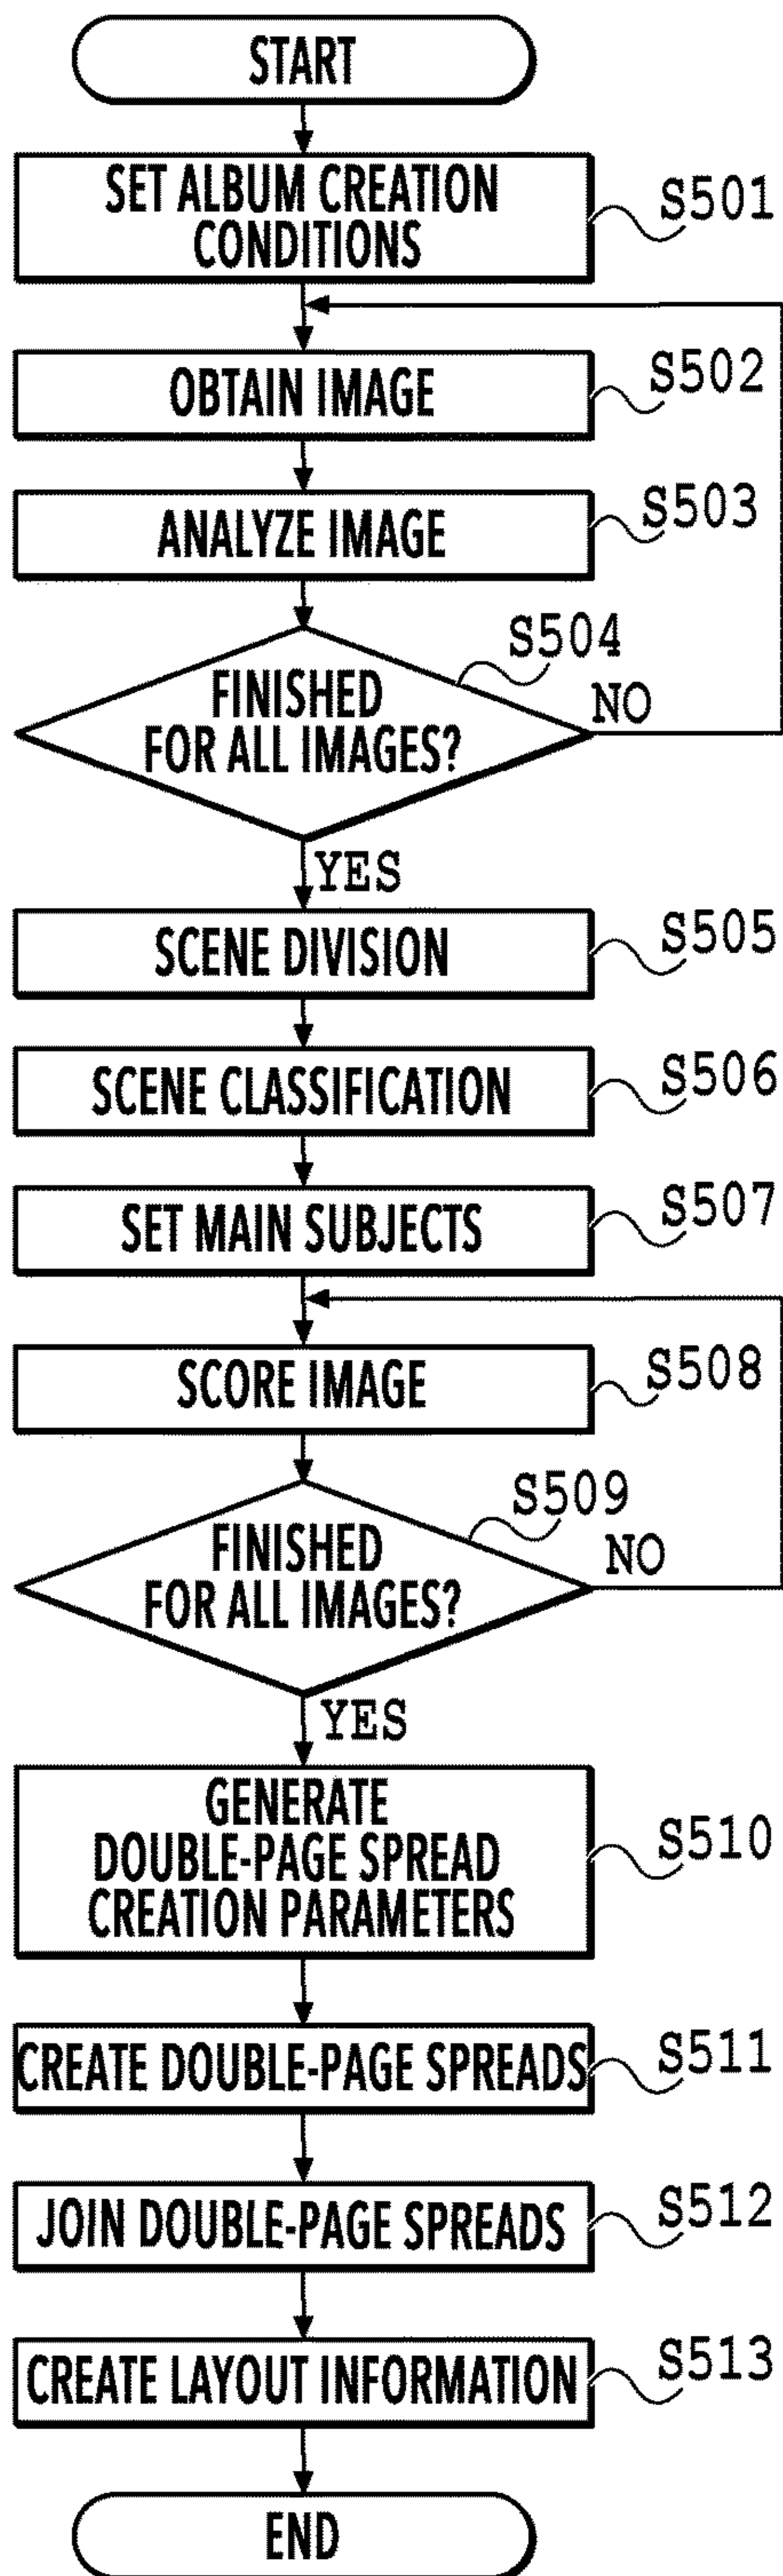 START
SET ALBUM CREATION
CONDITIONS
S501
OBTAIN IMAGE
S502
ANALYZE IMAGE
S503
S504
FINISHED
FOR ALL IMAGES?
NO
YES
SCENE DIVISION
S505
SCENE CLASSIFICATION
S506
SET MAIN SUBJECTS
S507
SCORE IMAGE
S508
S509
FINISHED
FOR ALL IMAGES?
NO
YES
GENERATE
DOUBLE-PAGE SPREAD
CREATION PARAMETERS
S510
CREATE DOUBLE-PAGE SPREADS
S511
JOIN DOUBLE-PAGE SPREADS
S512
CREATE LAYOUT INFORMATION
S513
END